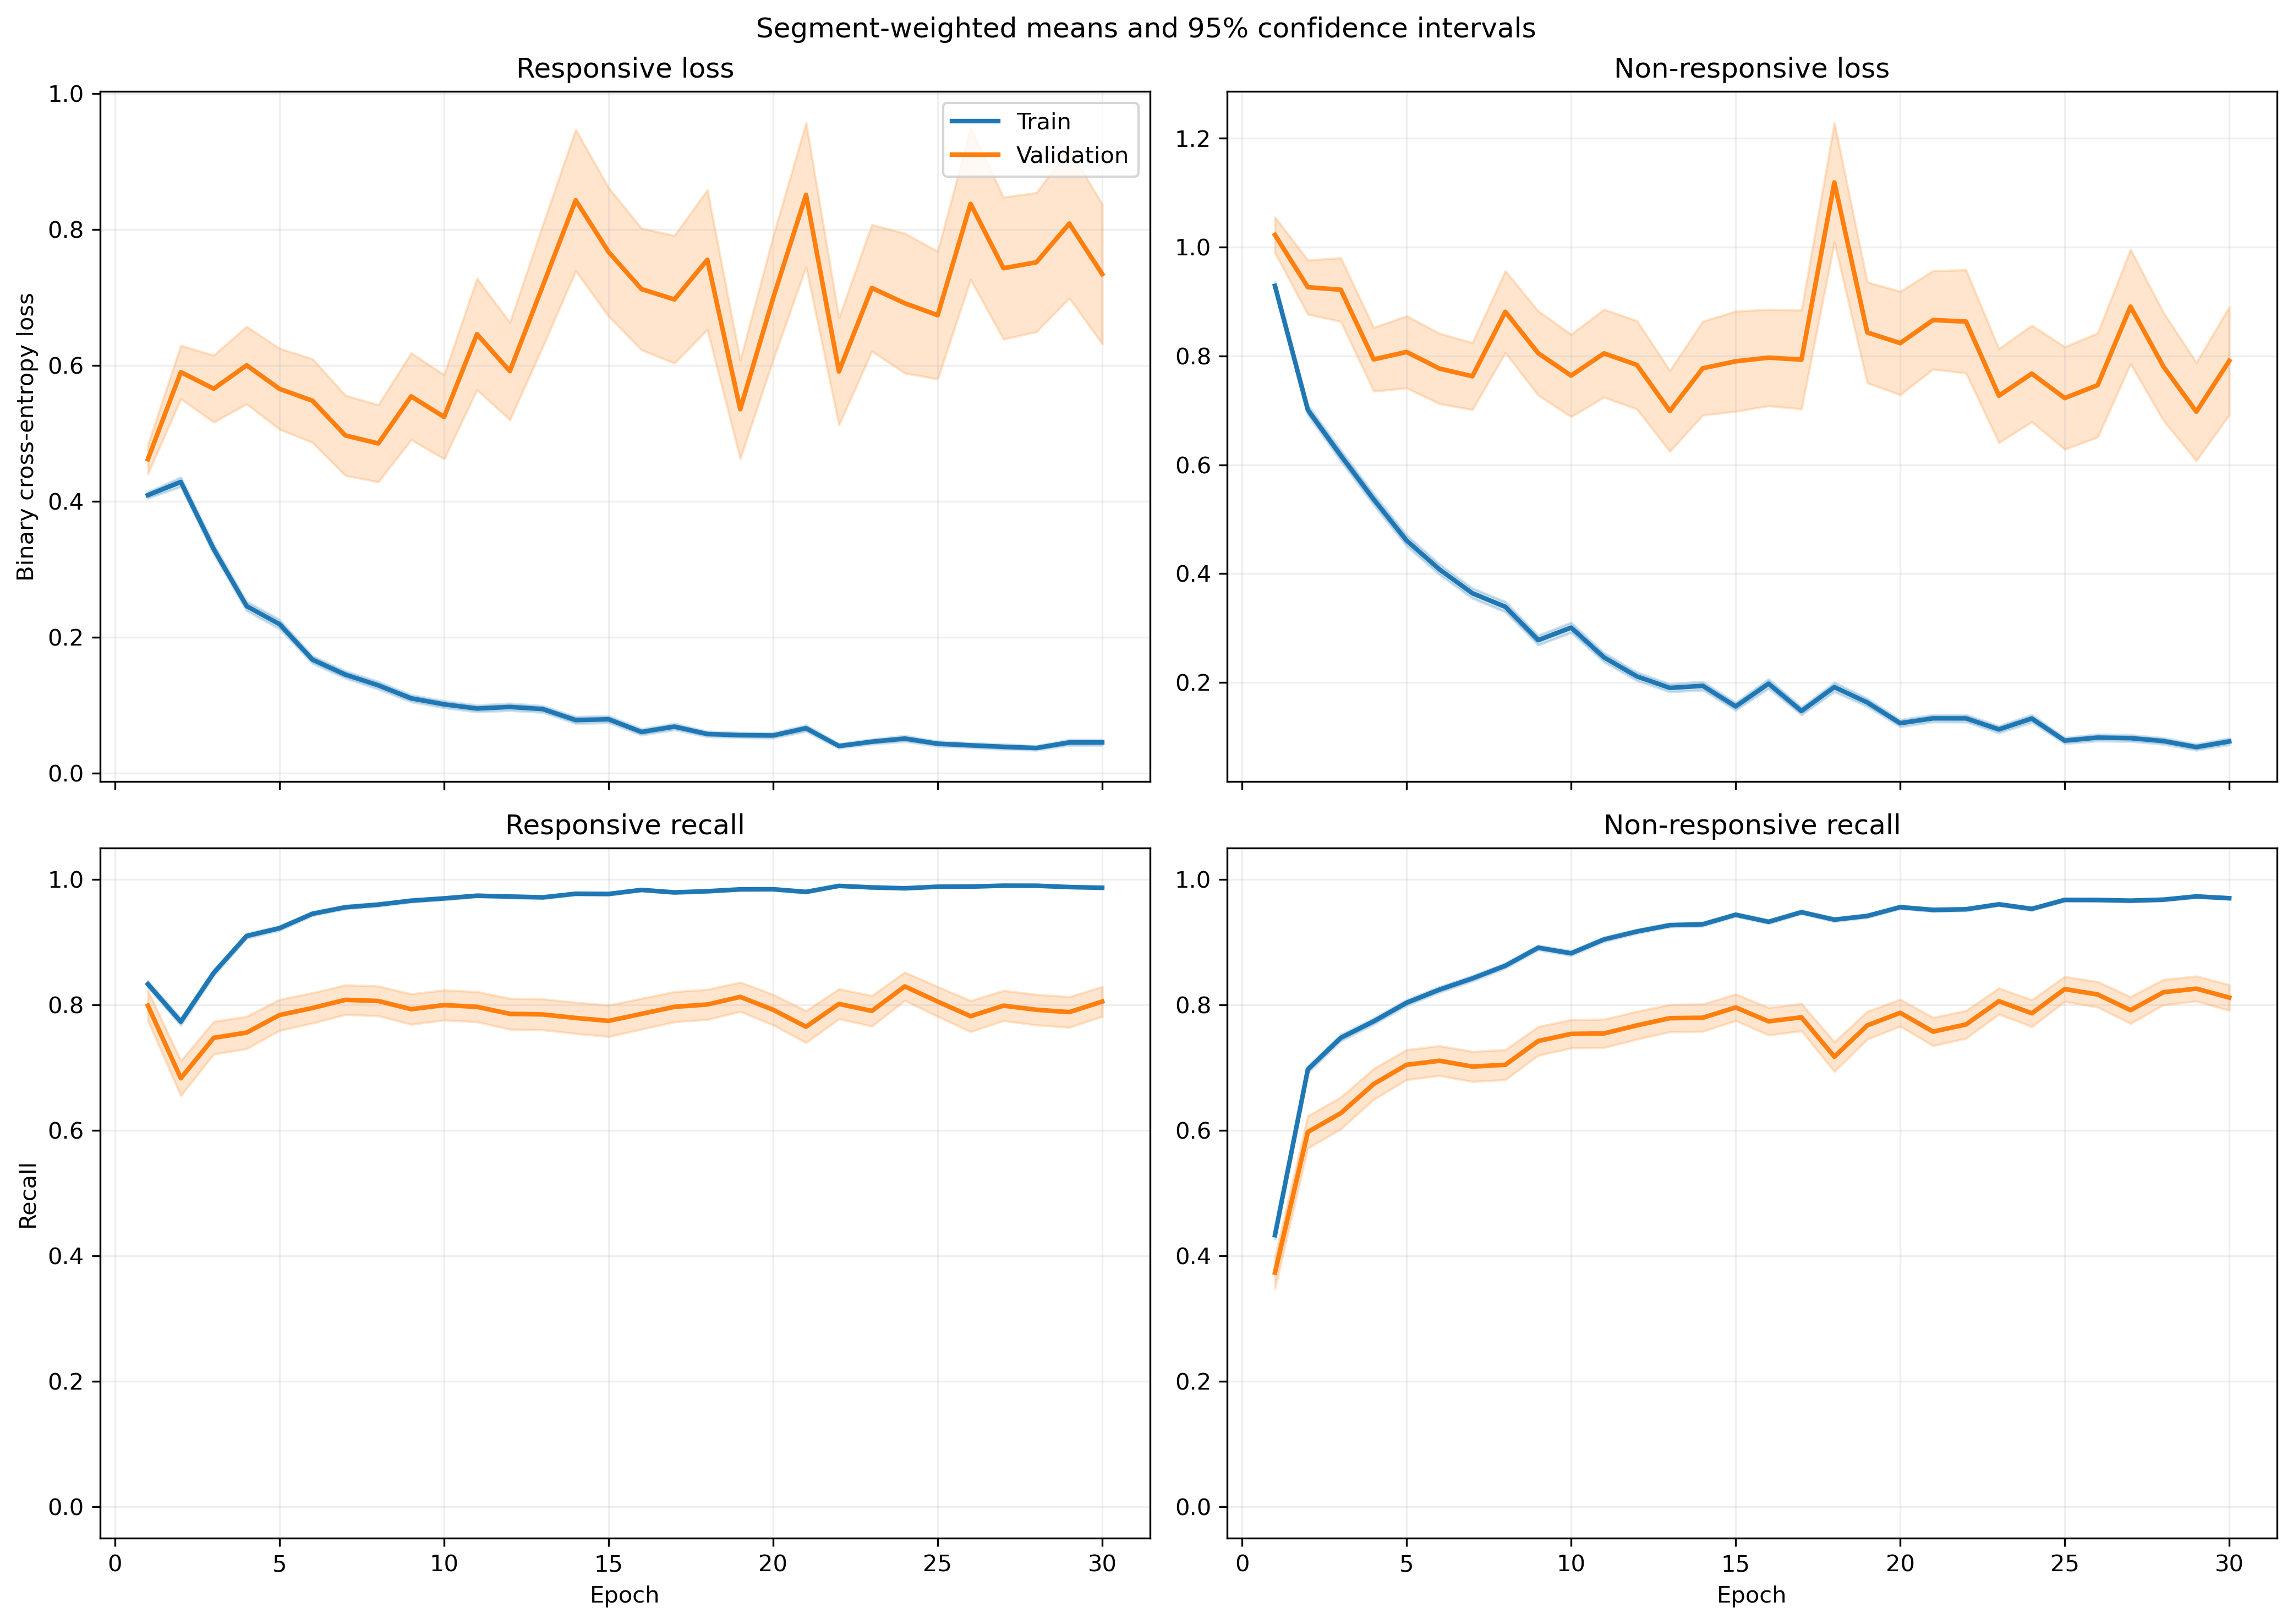 Segment-weighted means and 95% confidence intervals
Responsive loss
Non-responsive loss
Train
Validation
Binary cross-entropy loss
1.0
0.8
0.6
0.4
0.2
0.0
1.2
1.0
0.8
0.6
0.4
0.2
Responsive recall
Non-responsive recall
Recall
1.0
0.8
0.6
0.4
0.2
0.0
1.0
0.8
0.6
0.4
0.2
0.0
0 5 10 15 20 25 30
0 5 10 15 20 25 30
Epoch
Epoch